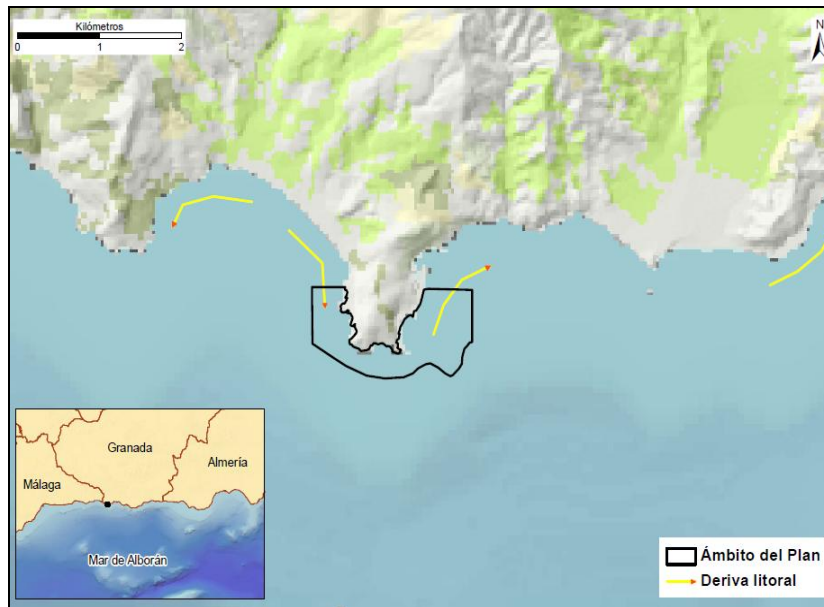 Kilómetros
0 1 2
N
Granada
Almería
Málaga
Mar de Alborán
Ámbito del Plan
Deriva litoral